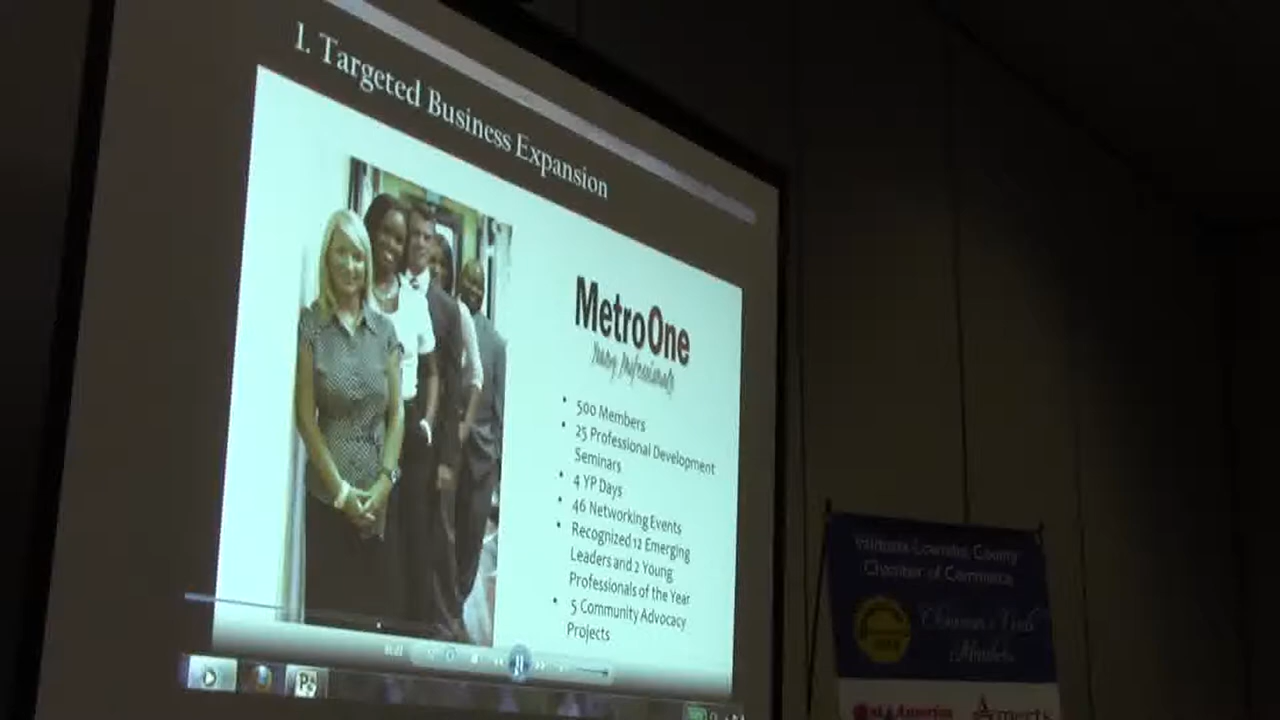 1. Targeted Business Expansion
MetroOne
Young Professionals
• 500 Members
• 25 Professional Development
Seminars
• 4 YP Days
• 46 Networking Events
• Recognized 12 Emerging
Leaders and 2 Young
Professionals of the Year
• 5 Community Advocacy
Projects
Valdosta-Lowndes County
Chamber of Commerce